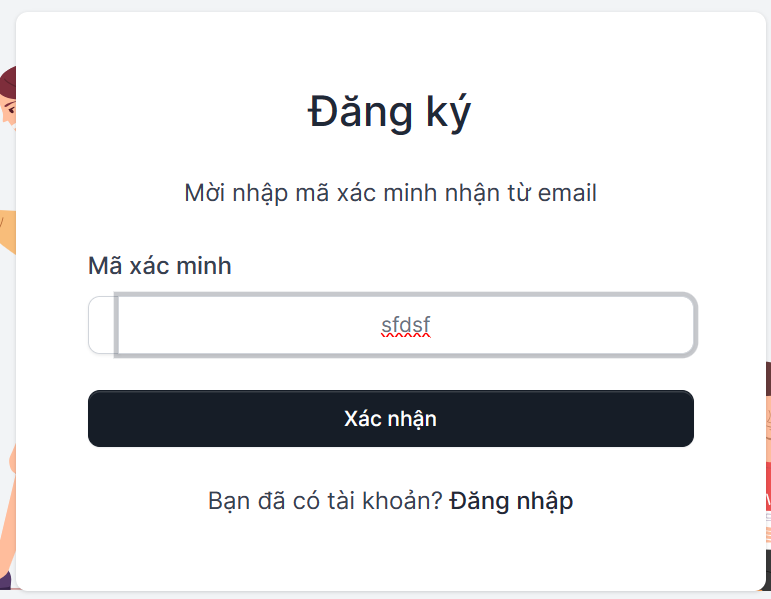 Đăng ký
Mời nhập mã xác minh nhận từ email
Mã xác minh
sfdsf
Xác nhận
Bạn đã có tài khoản? Đăng nhập